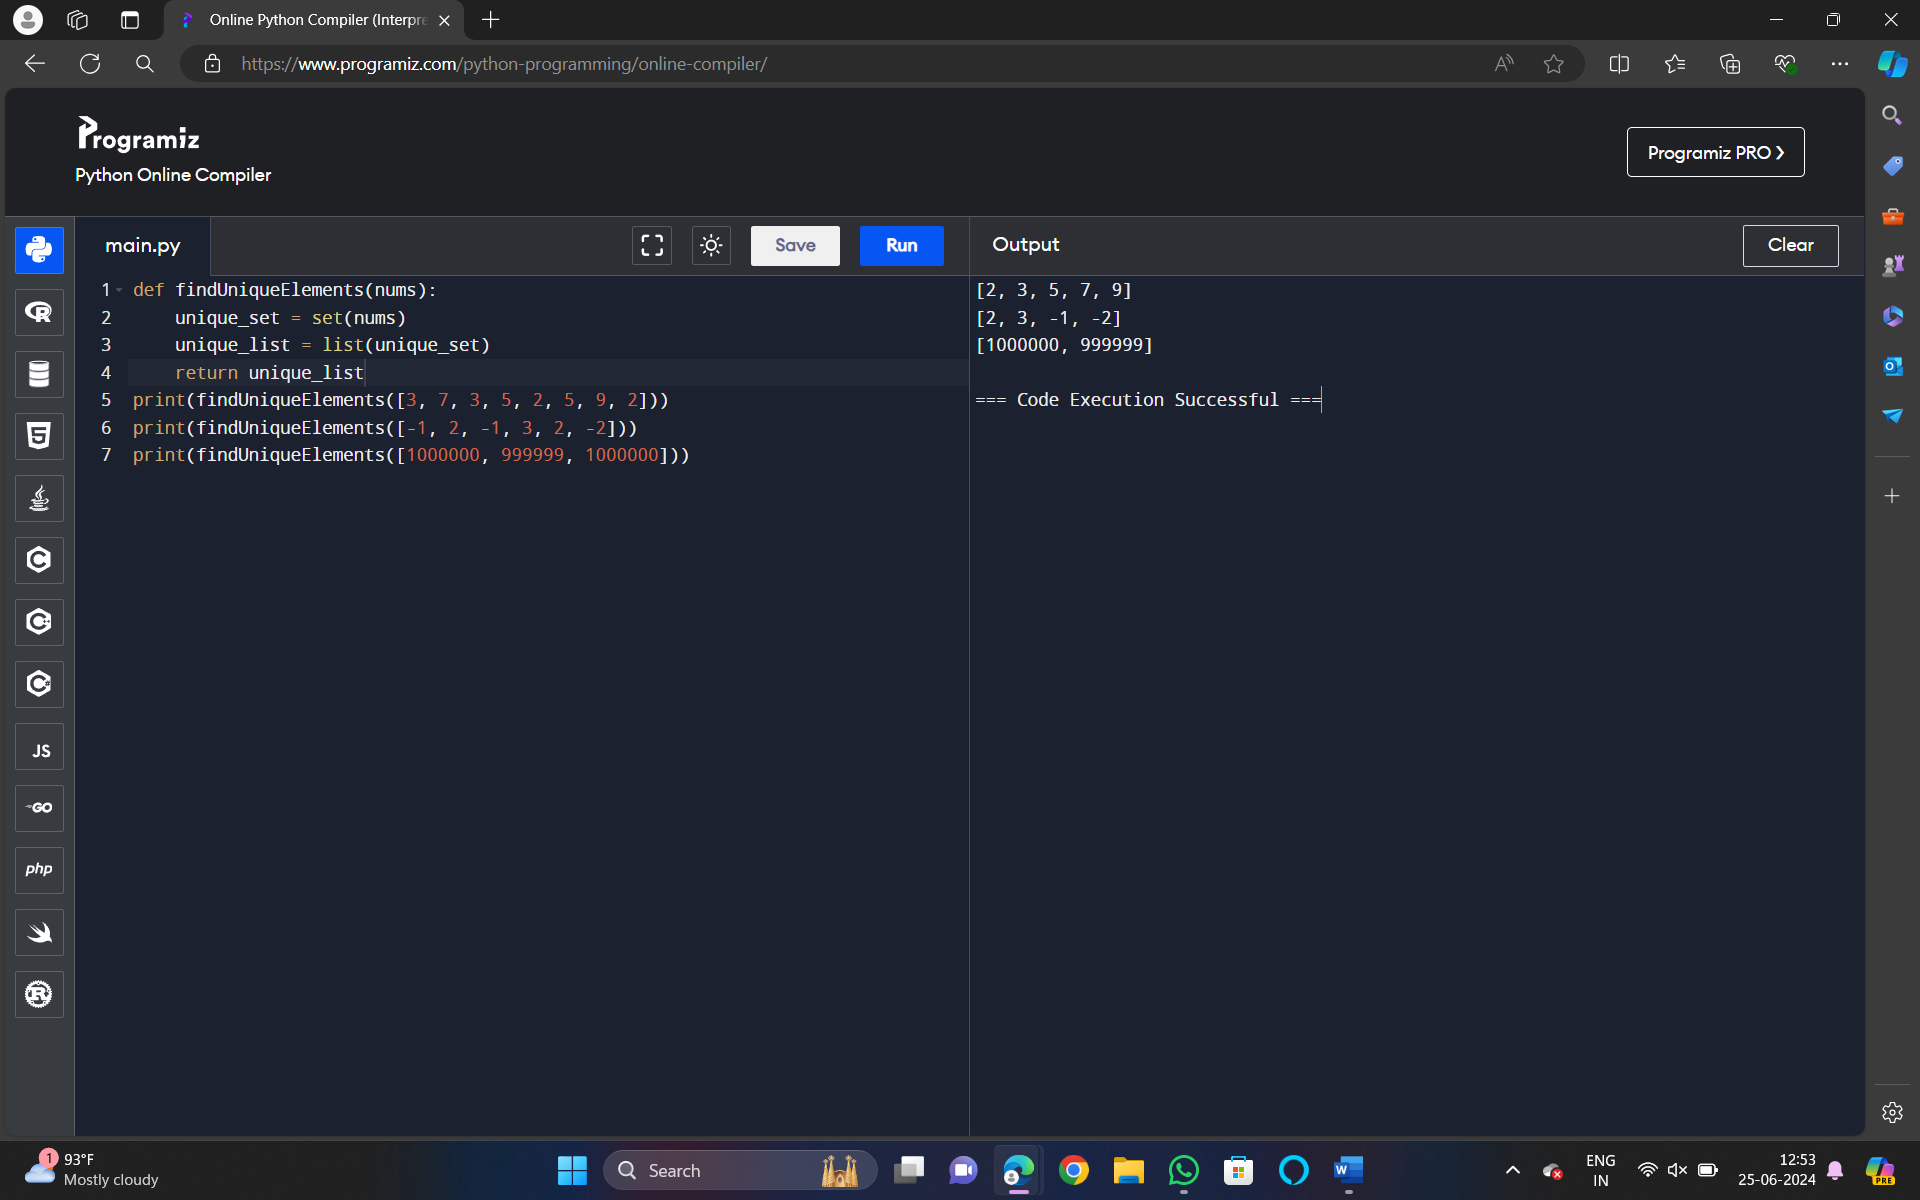 Online Python Compiler (Interpre
https://www.programiz.com/python-programming/online-compiler/
Programiz
Python Online Compiler
Programiz PRO
main.py
Save
Run
Output
Clear
1 def findUniqueElements(nums):
2 unique_set = set(nums)
3 unique_list = list(unique_set)
4 return unique_list
5 print(findUniqueElements([3, 7, 3, 5, 2, 5, 9, 2]))
6 print(findUniqueElements([-1, 2, -1, 3, 2, -2]))
7 print(findUniqueElements([1000000, 999999, 1000000]))
[2, 3, 5, 7, 9]
[2, 3, -1, -2]
[1000000, 999999]
=== Code Execution Successful ===
R
5
C
C
C
JS
GO
php
R
1
93°F
Mostly cloudy
Search
W
ENG
IN
12:53
25-06-2024
PRE